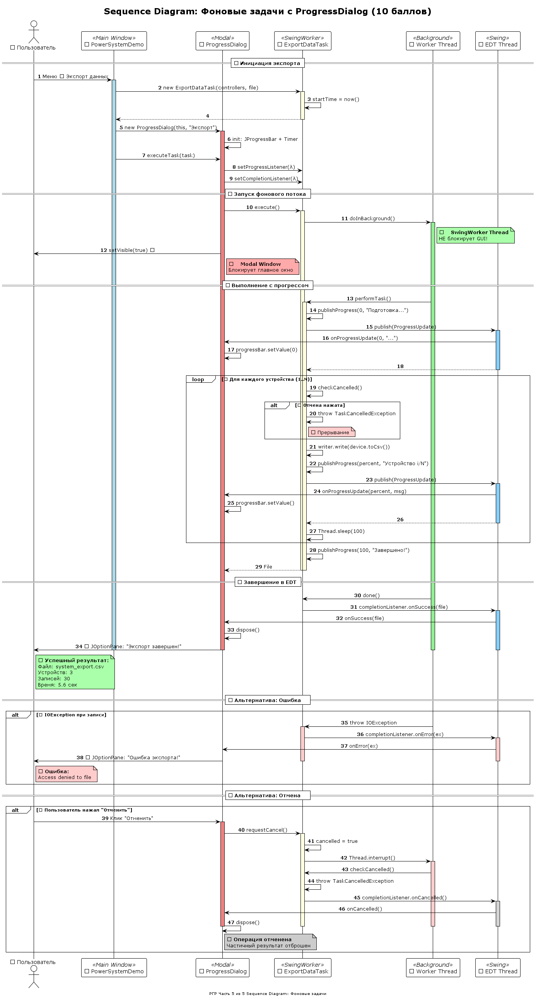 Sequence Diagram: Фоновые задачи с ProgressDialog (10 баллов)
Пользователь
«Main Window»
PowerSystemDemo
«Modal»
ProgressDialog
«SwingWorker»
ExportDataTask
«Background»
Worker Thread
«Swing»
EDT Thread
Инициация экспорта
1 Меню □ Экспорт данных
2 new ExportDataTask(controllers, file)
3 startTime = now()
4
5 new ProgressDialog(this, "Экспорт")
6 init: JProgressBar + Timer
7 executeTask(task)
8 setProgressListener(λ)
9 setCompletionListener(λ)
Запуск фонового потока
10 execute()
11 doInBackground()
SwingWorker Thread
НЕ блокирует GUI!
12 setVisible(true) □
Modal Window
Блокирует главное окно
Выполнение с прогрессом
13 performTask()
14 publishProgress(0, "Подготовка...")
15 publish(ProgressUpdate)
16 onProgressUpdate(0, "...")
17 progressBar.setValue(0)
18
loop [□ Для каждого устройства (1..N)]
19 checkCancelled()
alt [□ Отмена нажата]
20 throw TaskCancelledException
□ Прерывание
21 writer.write(device.toCsv())
22 publishProgress(percent, "Устройство i/N")
23 publish(ProgressUpdate)
24 onProgressUpdate(percent, msg)
25 progressBar.setValue()
26
27 Thread.sleep(100)
28 publishProgress(100, "Завершено!")
29 File
Завершение в EDT
30 done()
31 completionListener.onSuccess(file)
32 onSuccess(file)
33 dispose()
34 □ JOptionPane: "Экспорт завершен!"
□ Успешный результат:
Файл: system_export.csv
Устройств: 3
Записей: 30
Время: 5.6 сек
Альтернатива: Ошибка
alt [□ IOException при записи]
35 throw IOException
36 completionListener.onError(ex)
37 onError(ex)
38 □ JOptionPane: "Ошибка экспорта!"
□ Ошибка:
Access denied to file
Альтернатива: Отмена
alt [□ Пользователь нажал "Отменить"]
39 Клик "Отменить"
40 requestCancel()
41 cancelled = true
42 Thread.interrupt()
43 checkCancelled()
44 throw TaskCancelledException
45 completionListener.onCancelled()
46 onCancelled()
47 dispose()
□ Операция отменена
Частичный результат отброшен
Пользователь
«Main Window»
PowerSystemDemo
«Modal»
ProgressDialog
«SwingWorker»
ExportDataTask
«Background»
Worker Thread
«Swing»
EDT Thread
РГР Часть 5 из 5 Sequence Diagram: Фоновые задачи